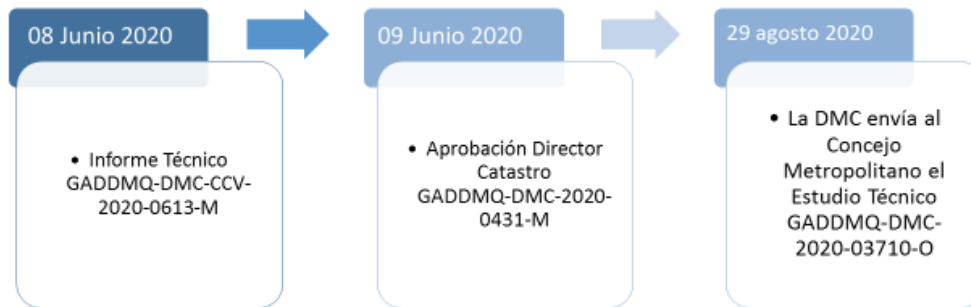 08 Junio 2020
• Informe Técnico
GADDMQ-DMC-CCV-
2020-0613-M
09 Junio 2020
• Aprobación Director
Catastro
GADDMQ-DMC-2020-
0431-M
29 agosto 2020
• La DMC envía al
Concejo
Metropolitano el
Estudio Técnico
GADDMQ-DMC-
2020-03710-O